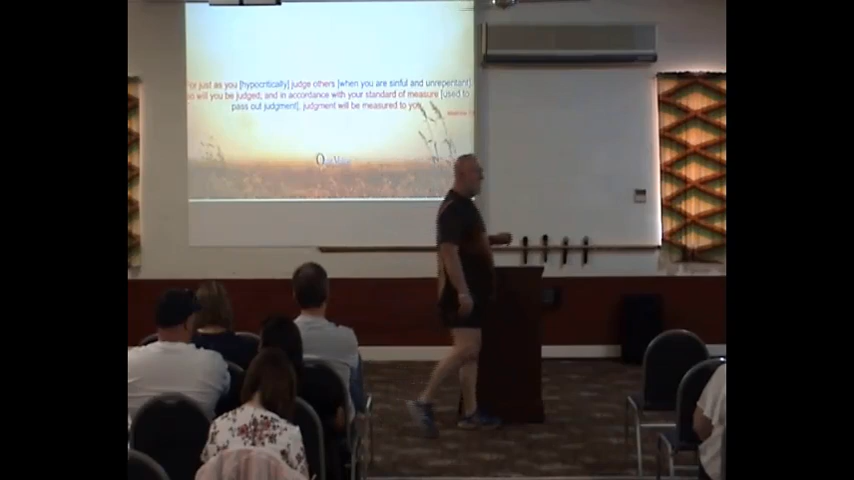 For just as you [hypocritically] judge others [when you are sinful and unrepentant],
so will you be judged; and in accordance with your standard of measure [used to
pass out judgment], judgment will be measured to you.